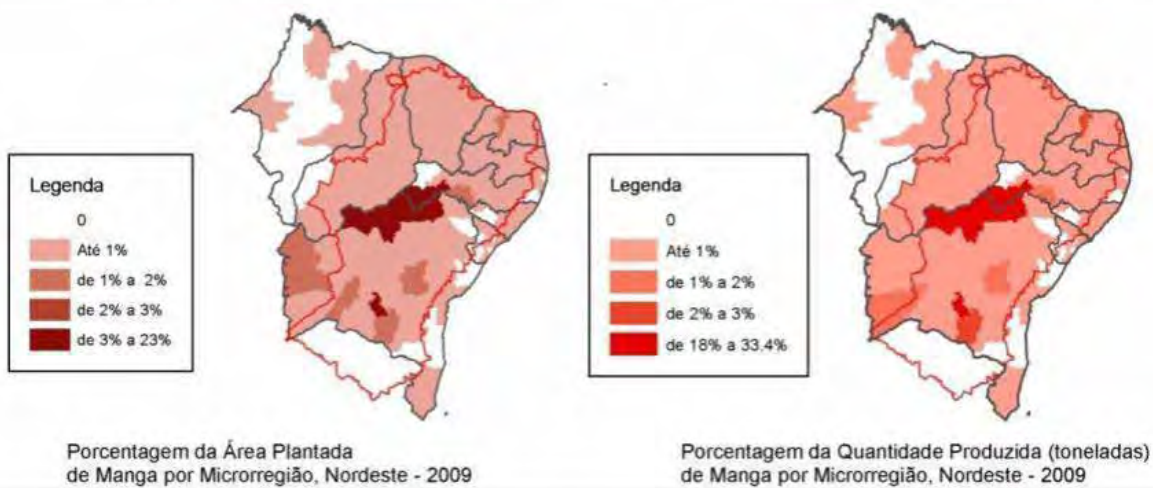 Legenda
0
Até 1%
de 1% a 2%
de 2% a 3%
de 3% a 23%
Porcentagem da Área Plantada
de Manga por Microrregião, Nordeste - 2009
Legenda
0
Até 1%
de 1% a 2%
de 2% a 3%
de 18% a 33.4%
Porcentagem da Quantidade Produzida (toneladas)
de Manga por Microrregião, Nordeste - 2009